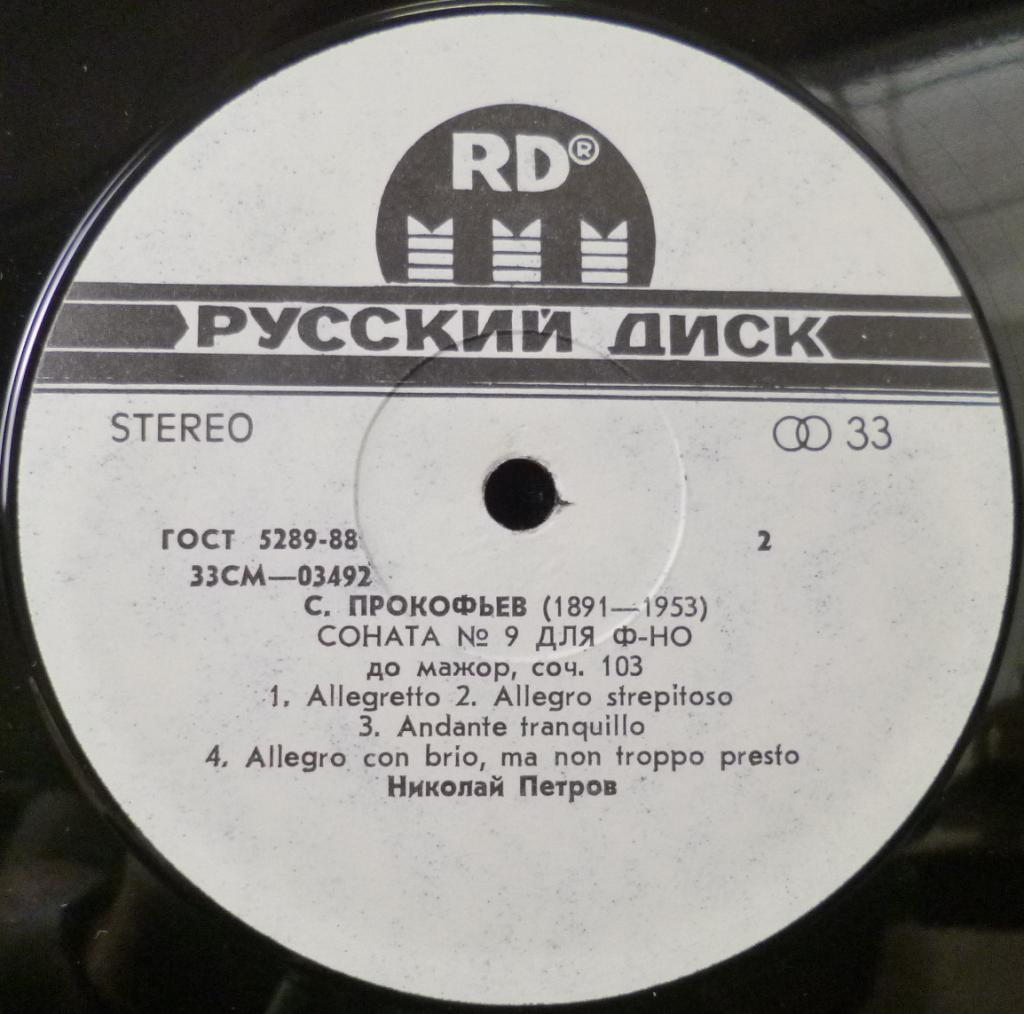 RD®
РУССКИЙ ДИСК
STEREO
33
ГОСТ 5289-88
2
33СМ—03492
С. ПРОКОФЬЕВ (1891—1953)
СОНАТА № 9 ДЛЯ Ф-НО
до мажор, соч. 103
1. Allegretto 2. Allegro strepitoso
3. Andante tranquillo
4. Allegro con brio, ma non troppo presto
Николай Петров